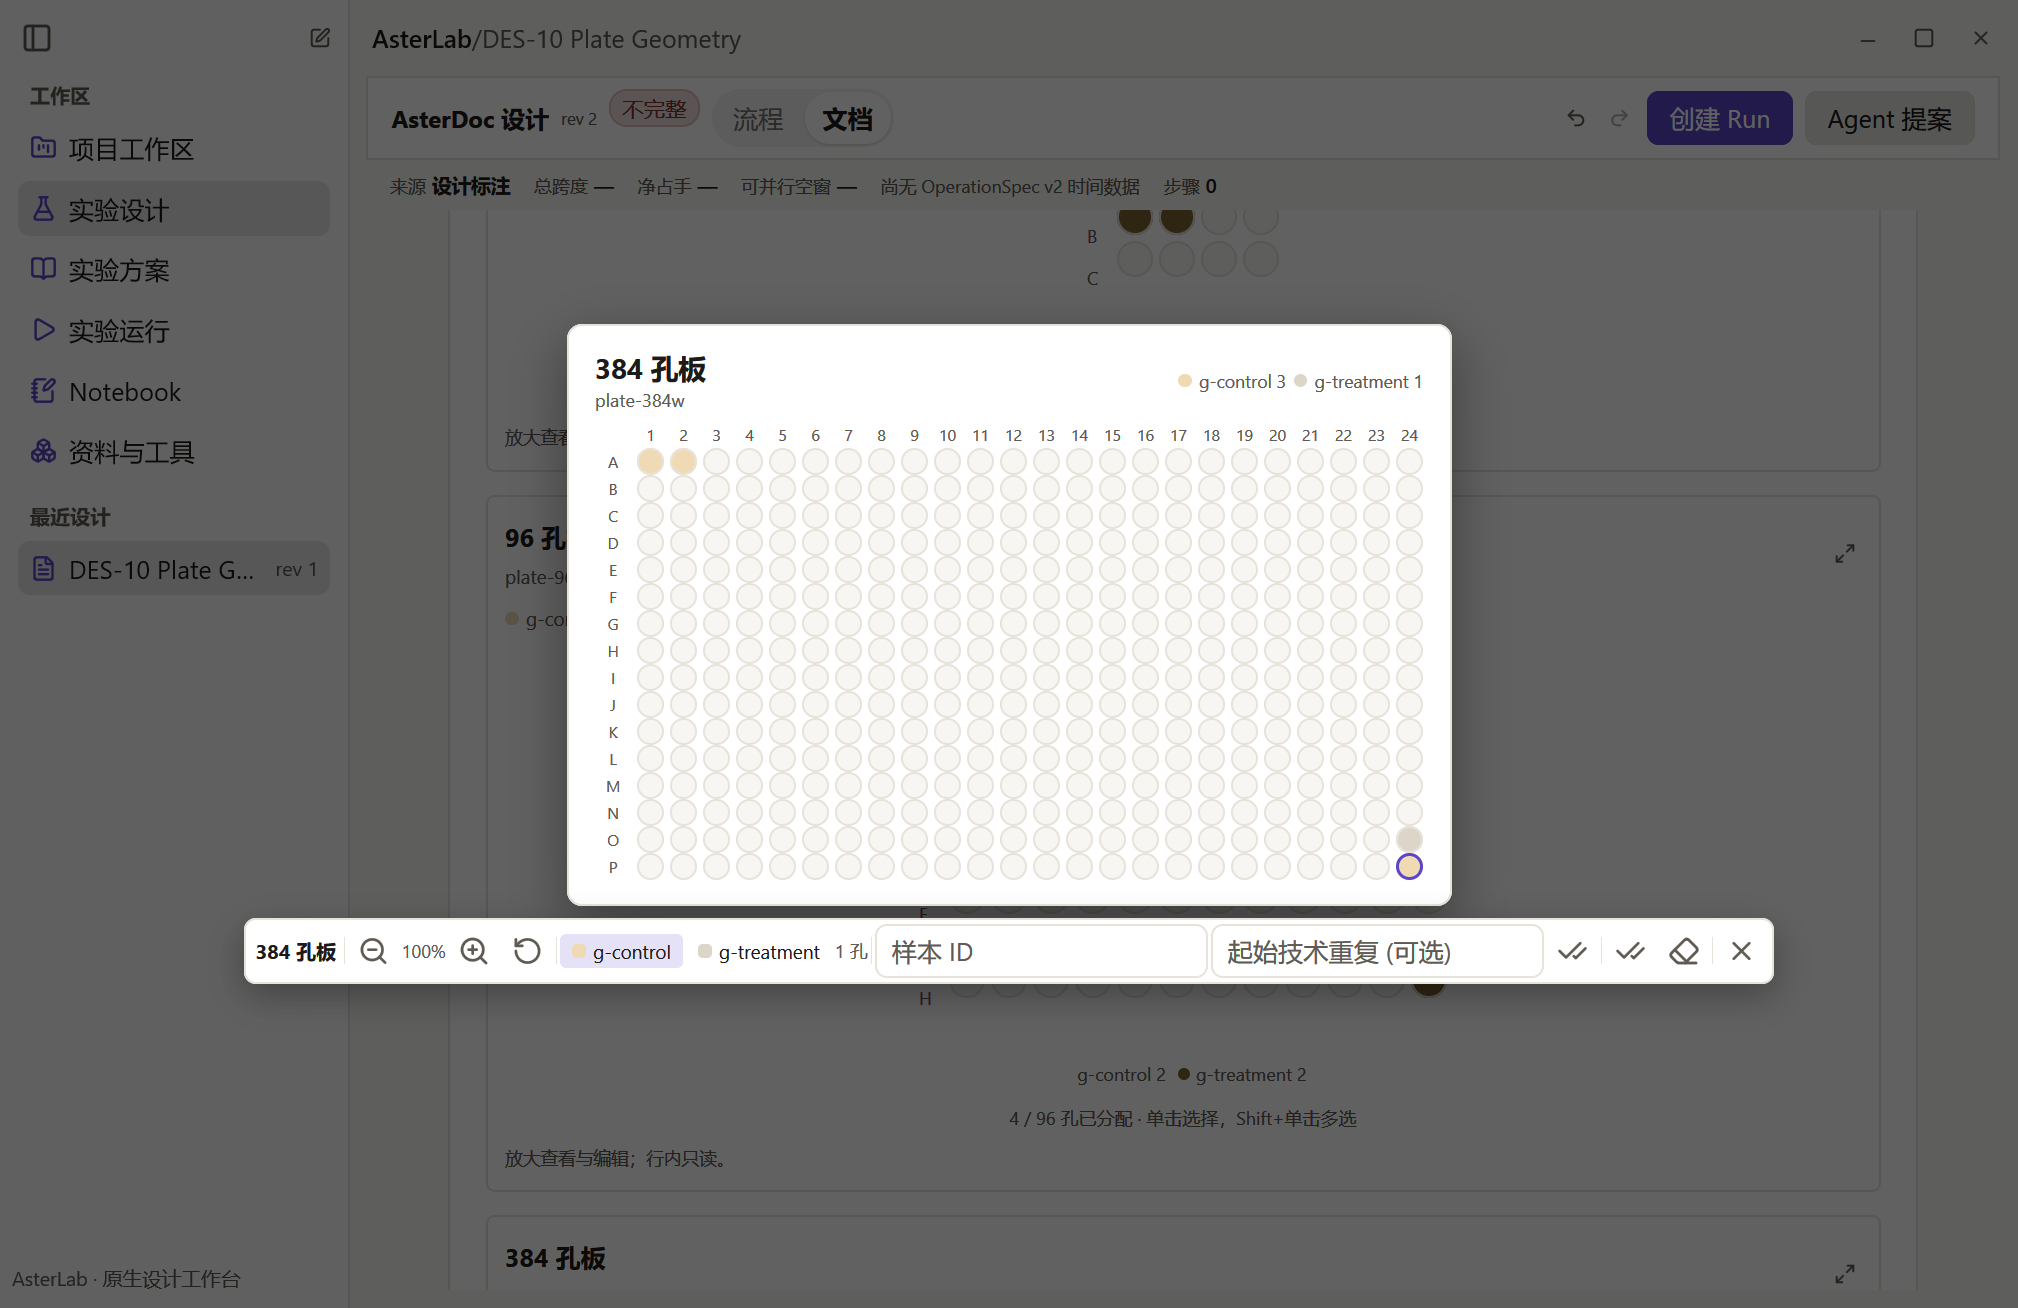 AsterLab/DES-10 Plate Geometry
工作区
项目工作区
实验设计
实验方案
实验运行
Notebook
资料与工具
最近设计
DES-10 Plate G... rev 1
AsterLab · 原生设计工作台
AsterDoc 设计 rev 2 不完整 流程 文档 创建 Run Agent 提案
来源 设计标注 总跨度 — 净占手 — 可并行空窗 — 尚无 OperationSpec v2 时间数据 步骤 0
B
C
放大查看
96 孔
plate-96
g-co
384 孔板
plate-384w
g-control 3 g-treatment 1
1 2 3 4 5 6 7 8 9 10 11 12 13 14 15 16 17 18 19 20 21 22 23 24
A
B
C
D
E
F
G
H
I
J
K
L
M
N
O
P
384 孔板 100% g-control g-treatment 1 孔 样本 ID 起始技术重复 (可选)
H
g-control 2 g-treatment 2
4 / 96 孔已分配 · 单击选择，Shift+单击多选
放大查看与编辑；行内只读。
384 孔板